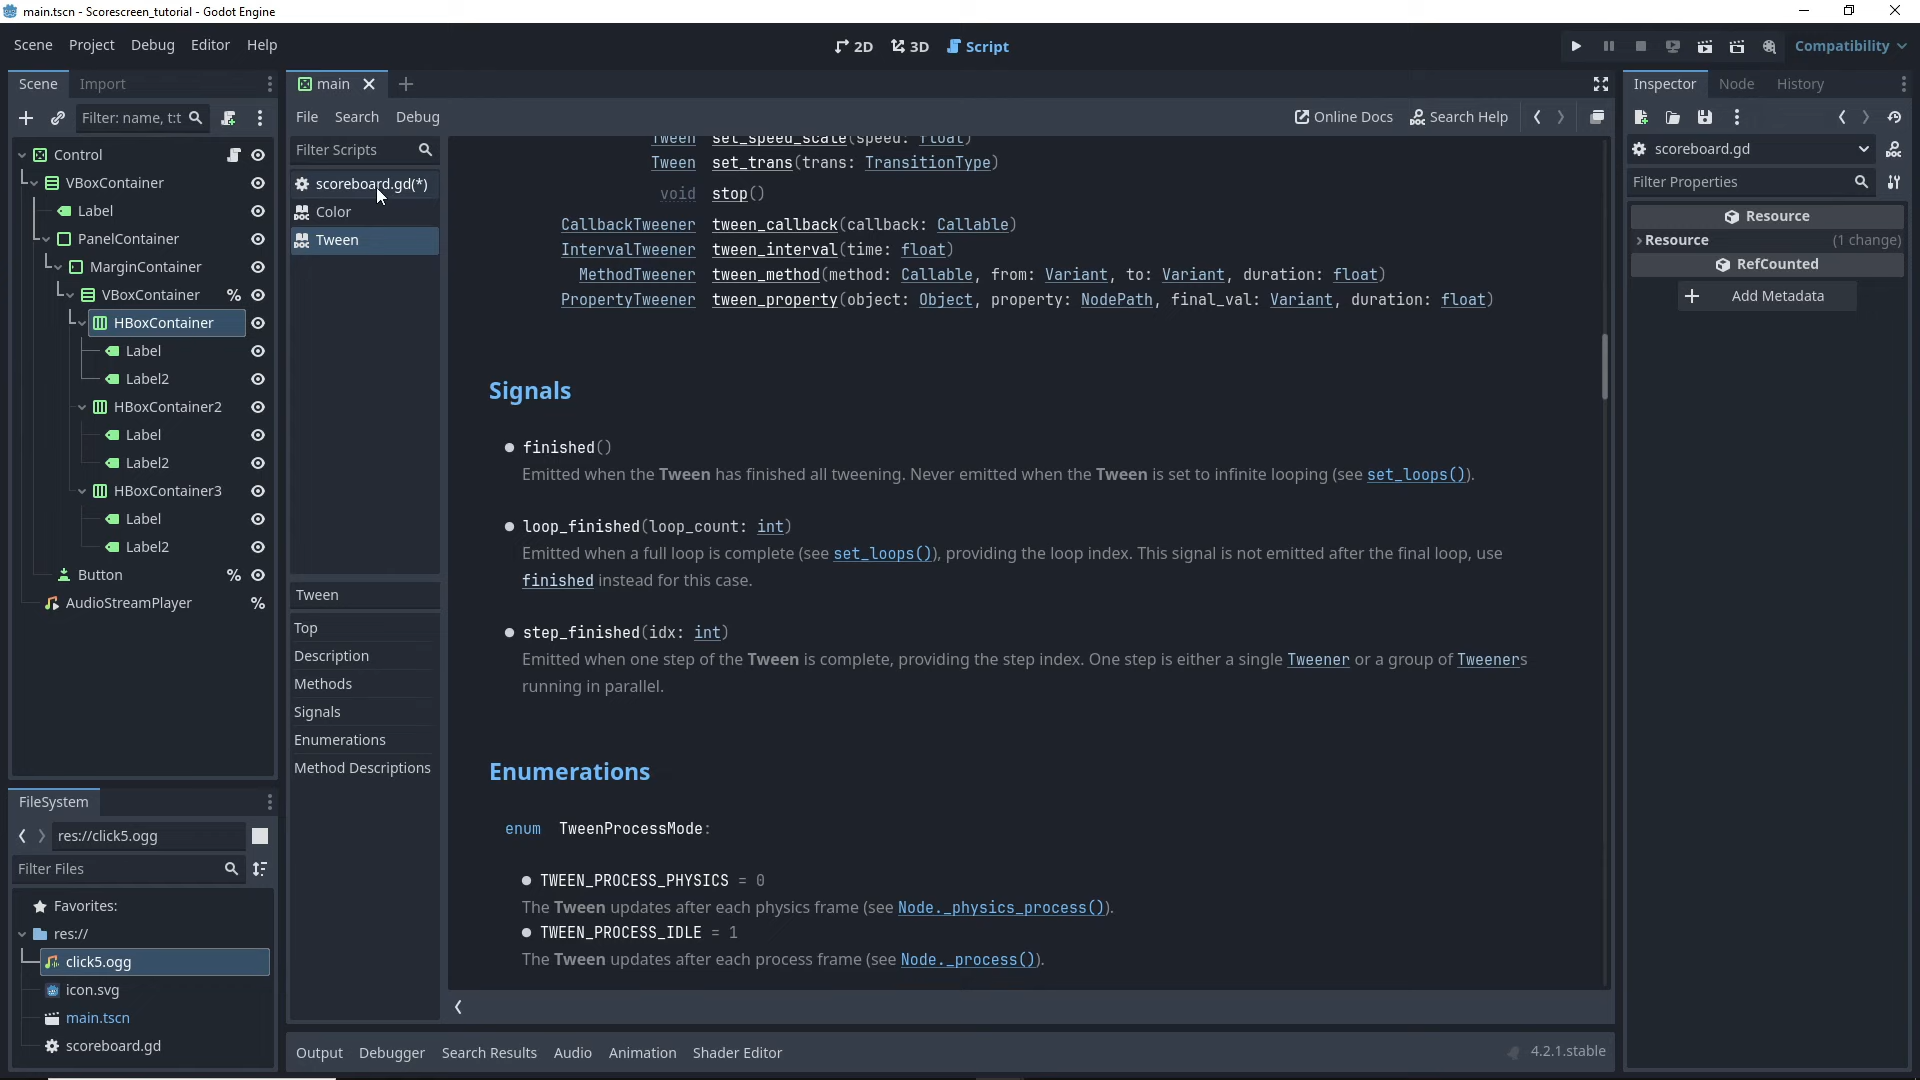 main.tscn - Scorescreen_tutorial - Godot Engine
Scene Project Debug Editor Help
2D 3D Script
Compatibility
Scene Import
Filter: name, t:t
Control
VBoxContainer
Label
PanelContainer
MarginContainer
VBoxContainer %
HBoxContainer
Label
Label2
HBoxContainer2
Label
Label2
HBoxContainer3
Label
Label2
Button %
AudioStreamPlayer %
FileSystem
res://click5.ogg
Filter Files
Favorites:
res://
click5.ogg
icon.svg
main.tscn
scoreboard.gd
main
File Search Debug
Online Docs Search Help
Filter Scripts
scoreboard.gd(*)
Color
Tween
Tween
Top
Description
Methods
Signals
Enumerations
Method Descriptions
Tween set_speed_scale(speed: float)
Tween set_trans(trans: TransitionType)
void stop()
CallbackTweener tween_callback(callback: Callable)
IntervalTweener tween_interval(time: float)
MethodTweener tween_method(method: Callable, from: Variant, to: Variant, duration: float)
PropertyTweener tween_property(object: Object, property: NodePath, final_val: Variant, duration: float)
Signals
finished()
Emitted when the Tween has finished all tweening. Never emitted when the Tween is set to infinite looping (see set_loops()).
loop_finished(loop_count: int)
Emitted when a full loop is complete (see set_loops()), providing the loop index. This signal is not emitted after the final loop, use
finished instead for this case.
step_finished(idx: int)
Emitted when one step of the Tween is complete, providing the step index. One step is either a single Tweener or a group of Tweeners
running in parallel.
Enumerations
enum TweenProcessMode:
TWEEN_PROCESS_PHYSICS = 0
The Tween updates after each physics frame (see Node._physics_process()).
TWEEN_PROCESS_IDLE = 1
The Tween updates after each process frame (see Node._process()).
Output Debugger Search Results Audio Animation Shader Editor
4.2.1.stable
Inspector Node History
scoreboard.gd
Filter Properties
Resource
Resource (1 change)
RefCounted
Add Metadata